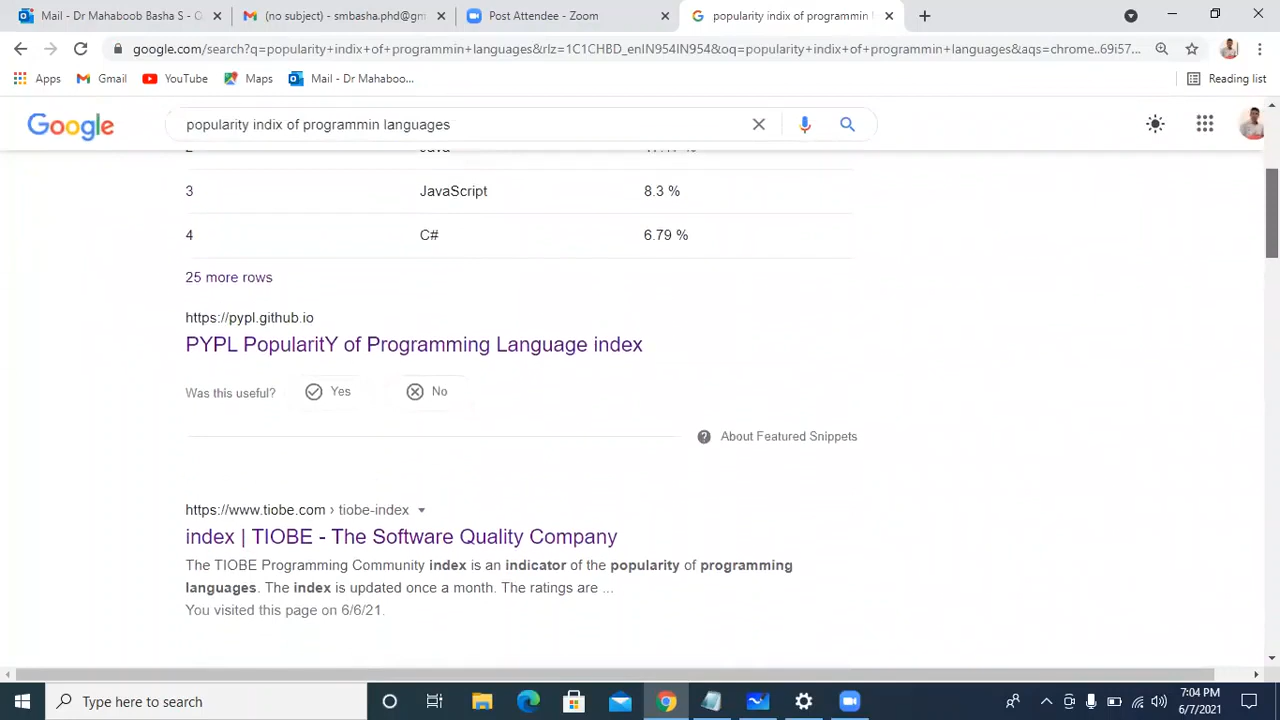 Mail - Dr Mahaboob Basha S - O
(no subject) - smbasha.phd@gm
Post Attendee - Zoom
popularity indix of programmin
google.com/search?q=popularity+indix+of+programmin+languages&rlz=1C1CHBD_enIN954IN954&oq=popularity+indix+of+programmin+languages&aqs=chrome..69i57...
Apps
Gmail
YouTube
Maps
Mail - Dr Mahaboo...
Reading list
Google
popularity indix of programmin languages
2 Java
3 JavaScript 8.3 %
4 C# 6.79 %
25 more rows
https://pypl.github.io
PYPL PopularitY of Programming Language index
Was this useful? Yes No
About Featured Snippets
https://www.tiobe.com › tiobe-index
index | TIOBE - The Software Quality Company
The TIOBE Programming Community index is an indicator of the popularity of programming
languages. The index is updated once a month. The ratings are ...
You visited this page on 6/6/21.
Type here to search
7:04 PM
6/7/2021